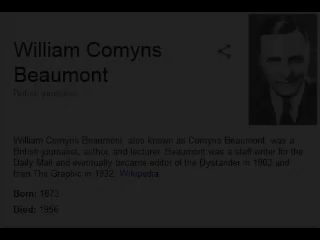 William Comyns
Beaumont
British journalist
William Comyns Beaumont, also known as Comyns Beaumont, was a
British journalist, author, and lecturer. Beaumont was a staff writer for the
Daily Mail and eventually became editor of the Bystander in 1903 and
then The Graphic in 1932. Wikipedia
Born: 1873
Died: 1956